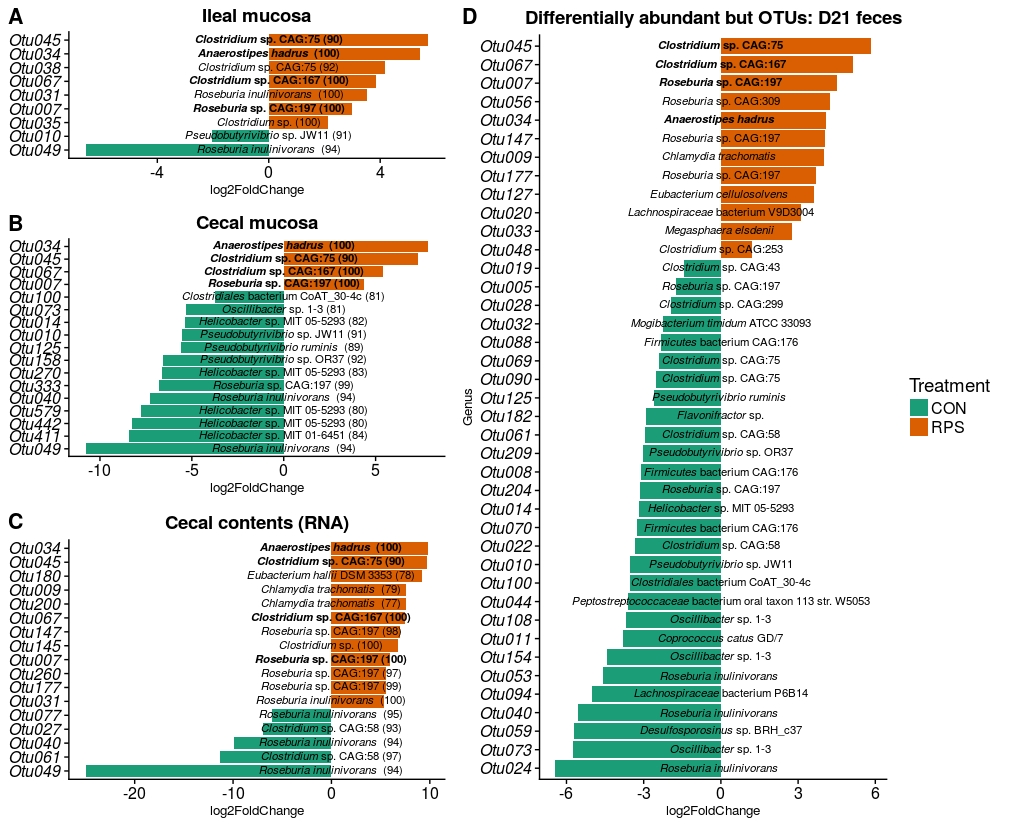 A
Ileal mucosa
Otu045 Clostridium sp. CAG:75 (90)
Otu034 Anaerostipes hadrus (100)
Otu038 Clostridium sp. CAG:75 (92)
Otu067 Clostridium sp. CAG:167 (100)
Otu031 Roseburia inulinivorans (100)
Otu007 Roseburia sp. CAG:197 (100)
Otu035 Clostridium sp. (100)
Otu010 Pseudobutyrivibrio sp. JW11 (91)
Otu049 Roseburia inulinivorans (94)
-4 0 4
log2FoldChange
B
Cecal mucosa
Otu034 Anaerostipes hadrus (100)
Otu045 Clostridium sp. CAG:75 (90)
Otu067 Clostridium sp. CAG:167 (100)
Otu007 Roseburia sp. CAG:197 (100)
Otu100 Clostridiales bacterium CoAT_30-4c (81)
Otu073 Oscillibacter sp. 1-3 (81)
Otu014 Helicobacter sp. MIT 05-5293 (82)
Otu010 Pseudobutyrivibrio sp. JW11 (91)
Otu125 Pseudobutyrivibrio ruminis (89)
Otu158 Pseudobutyrivibrio sp. OR37 (92)
Otu270 Helicobacter sp. MIT 05-5293 (83)
Otu333 Roseburia sp. CAG:197 (99)
Otu040 Roseburia inulinivorans (94)
Otu579 Helicobacter sp. MIT 05-5293 (80)
Otu442 Helicobacter sp. MIT 05-5293 (80)
Otu411 Helicobacter sp. MIT 01-6451 (84)
Otu049 Roseburia inulinivorans (94)
-10 -5 0 5
log2FoldChange
C
Cecal contents (RNA)
Otu034 Anaerostipes hadrus (100)
Otu045 Clostridium sp. CAG:75 (90)
Otu180 Eubacterium hallii DSM 3353 (78)
Otu009 Chlamydia trachomatis (79)
Otu200 Chlamydia trachomatis (77)
Otu067 Clostridium sp. CAG:167 (100)
Otu147 Roseburia sp. CAG:197 (98)
Otu145 Clostridium sp. (100)
Otu007 Roseburia sp. CAG:197 (100)
Otu260 Roseburia sp. CAG:197 (97)
Otu177 Roseburia sp. CAG:197 (99)
Otu031 Roseburia inulinivorans (100)
Otu077 Roseburia inulinivorans (95)
Otu027 Clostridium sp. CAG:58 (93)
Otu040 Roseburia inulinivorans (94)
Otu061 Clostridium sp. CAG:58 (97)
Otu049 Roseburia inulinivorans (94)
-20 -10 0 10
log2FoldChange
D
Differentially abundant but OTUs: D21 feces
Otu045 Clostridium sp. CAG:75
Otu067 Clostridium sp. CAG:167
Otu007 Roseburia sp. CAG:197
Otu056 Roseburia sp. CAG:309
Otu034 Anaerostipes hadrus
Otu147 Roseburia sp. CAG:197
Otu009 Chlamydia trachomatis
Otu177 Roseburia sp. CAG:197
Otu127 Eubacterium cellulosolvens
Otu020 Lachnospiraceae bacterium V9D3004
Otu033 Megasphaera elsdenii
Otu048 Clostridium sp. CAG:253
Otu019 Clostridium sp. CAG:43
Otu005 Roseburia sp. CAG:197
Otu028 Clostridium sp. CAG:299
Otu032 Mogibacterium timidum ATCC 33093
Otu088 Firmicutes bacterium CAG:176
Otu069 Clostridium sp. CAG:75
Otu090 Clostridium sp. CAG:75
Otu125 Pseudobutyrivibrio ruminis
Otu182 Flavonifractor sp.
Otu061 Clostridium sp. CAG:58
Otu209 Pseudobutyrivibrio sp. OR37
Otu008 Firmicutes bacterium CAG:176
Otu204 Roseburia sp. CAG:197
Otu014 Helicobacter sp. MIT 05-5293
Otu070 Firmicutes bacterium CAG:176
Otu022 Clostridium sp. CAG:58
Otu010 Pseudobutyrivibrio sp. JW11
Otu100 Clostridiales bacterium CoAT_30-4c
Otu044 Peptostreptococcaceae bacterium oral taxon 113 str. W5053
Otu108 Oscillibacter sp. 1-3
Otu011 Coprococcus catus GD/7
Otu154 Oscillibacter sp. 1-3
Otu053 Roseburia inulinivorans
Otu094 Lachnospiraceae bacterium P6B14
Otu040 Roseburia inulinivorans
Otu059 Desulfosporosinus sp. BRH_c37
Otu073 Oscillibacter sp. 1-3
Otu024 Roseburia inulinivorans
Genus
-6 -3 0 3 6
log2FoldChange
Treatment
CON
RPS